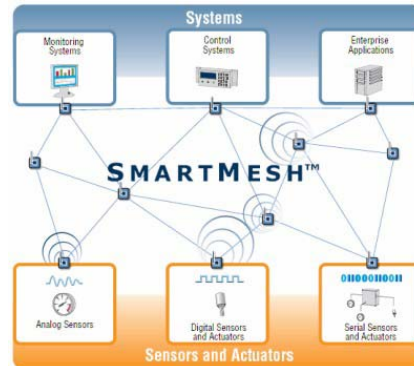 Systems
Monitoring
Systems
Control
Systems
Enterprise
Applications
SMARTMESH™
Analog Sensors
Digital Sensors
and Actuators
Serial Sensors
and Actuators
Sensors and Actuators